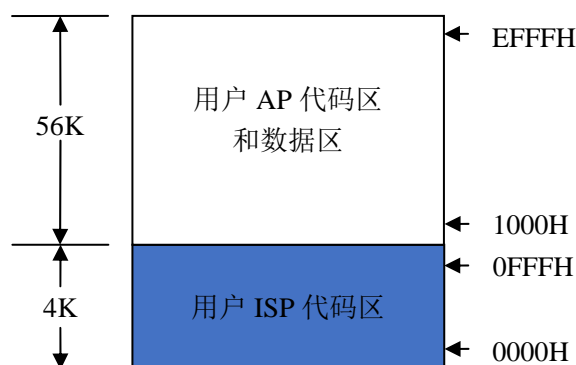 EFFFH
用户 AP 代码区
和数据区
56K
1000H
0FFFH
用户 ISP 代码区
4K
0000H